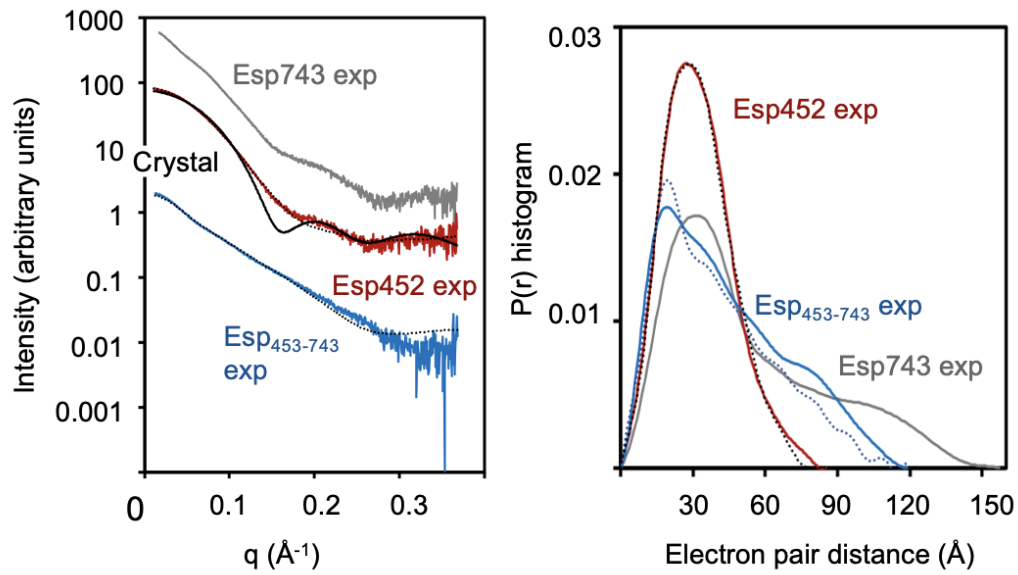 1000
100
10
1
0.1
0.01
0.001
0
0.1
0.2
0.3
Intensity (arbitrary units)
q (Å-1)
Esp743 exp
Crystal
Esp452 exp
Esp453-743
exp
0.03
0.02
0.01
30
60
90
120
150
P(r) histogram
Electron pair distance (Å)
Esp452 exp
Esp453-743 exp
Esp743 exp